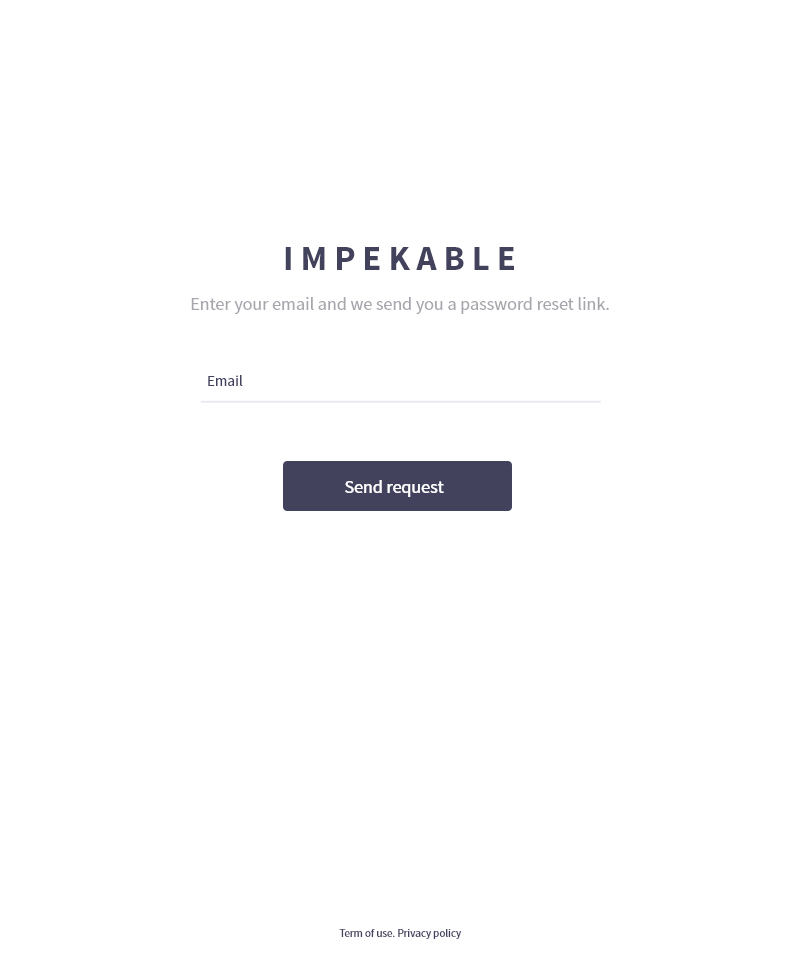 IMPEKABLE
Enter your email and we send you a password reset link.
Email
Send request
Term of use. Privacy policy